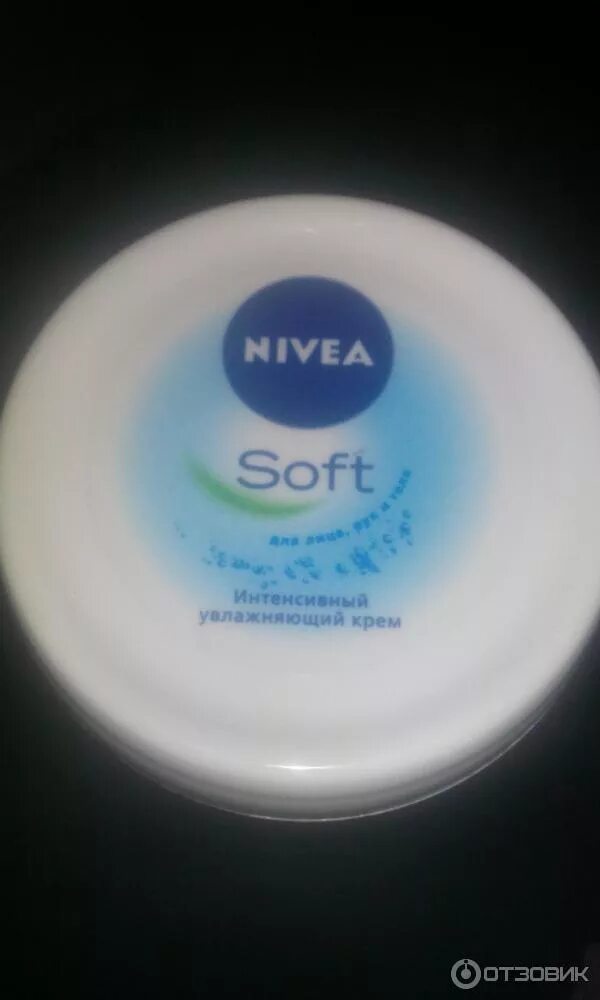 NIVEA
Soft
для лица, рук и тела
Интенсивный
увлажняющий крем
ОТЗОВИК